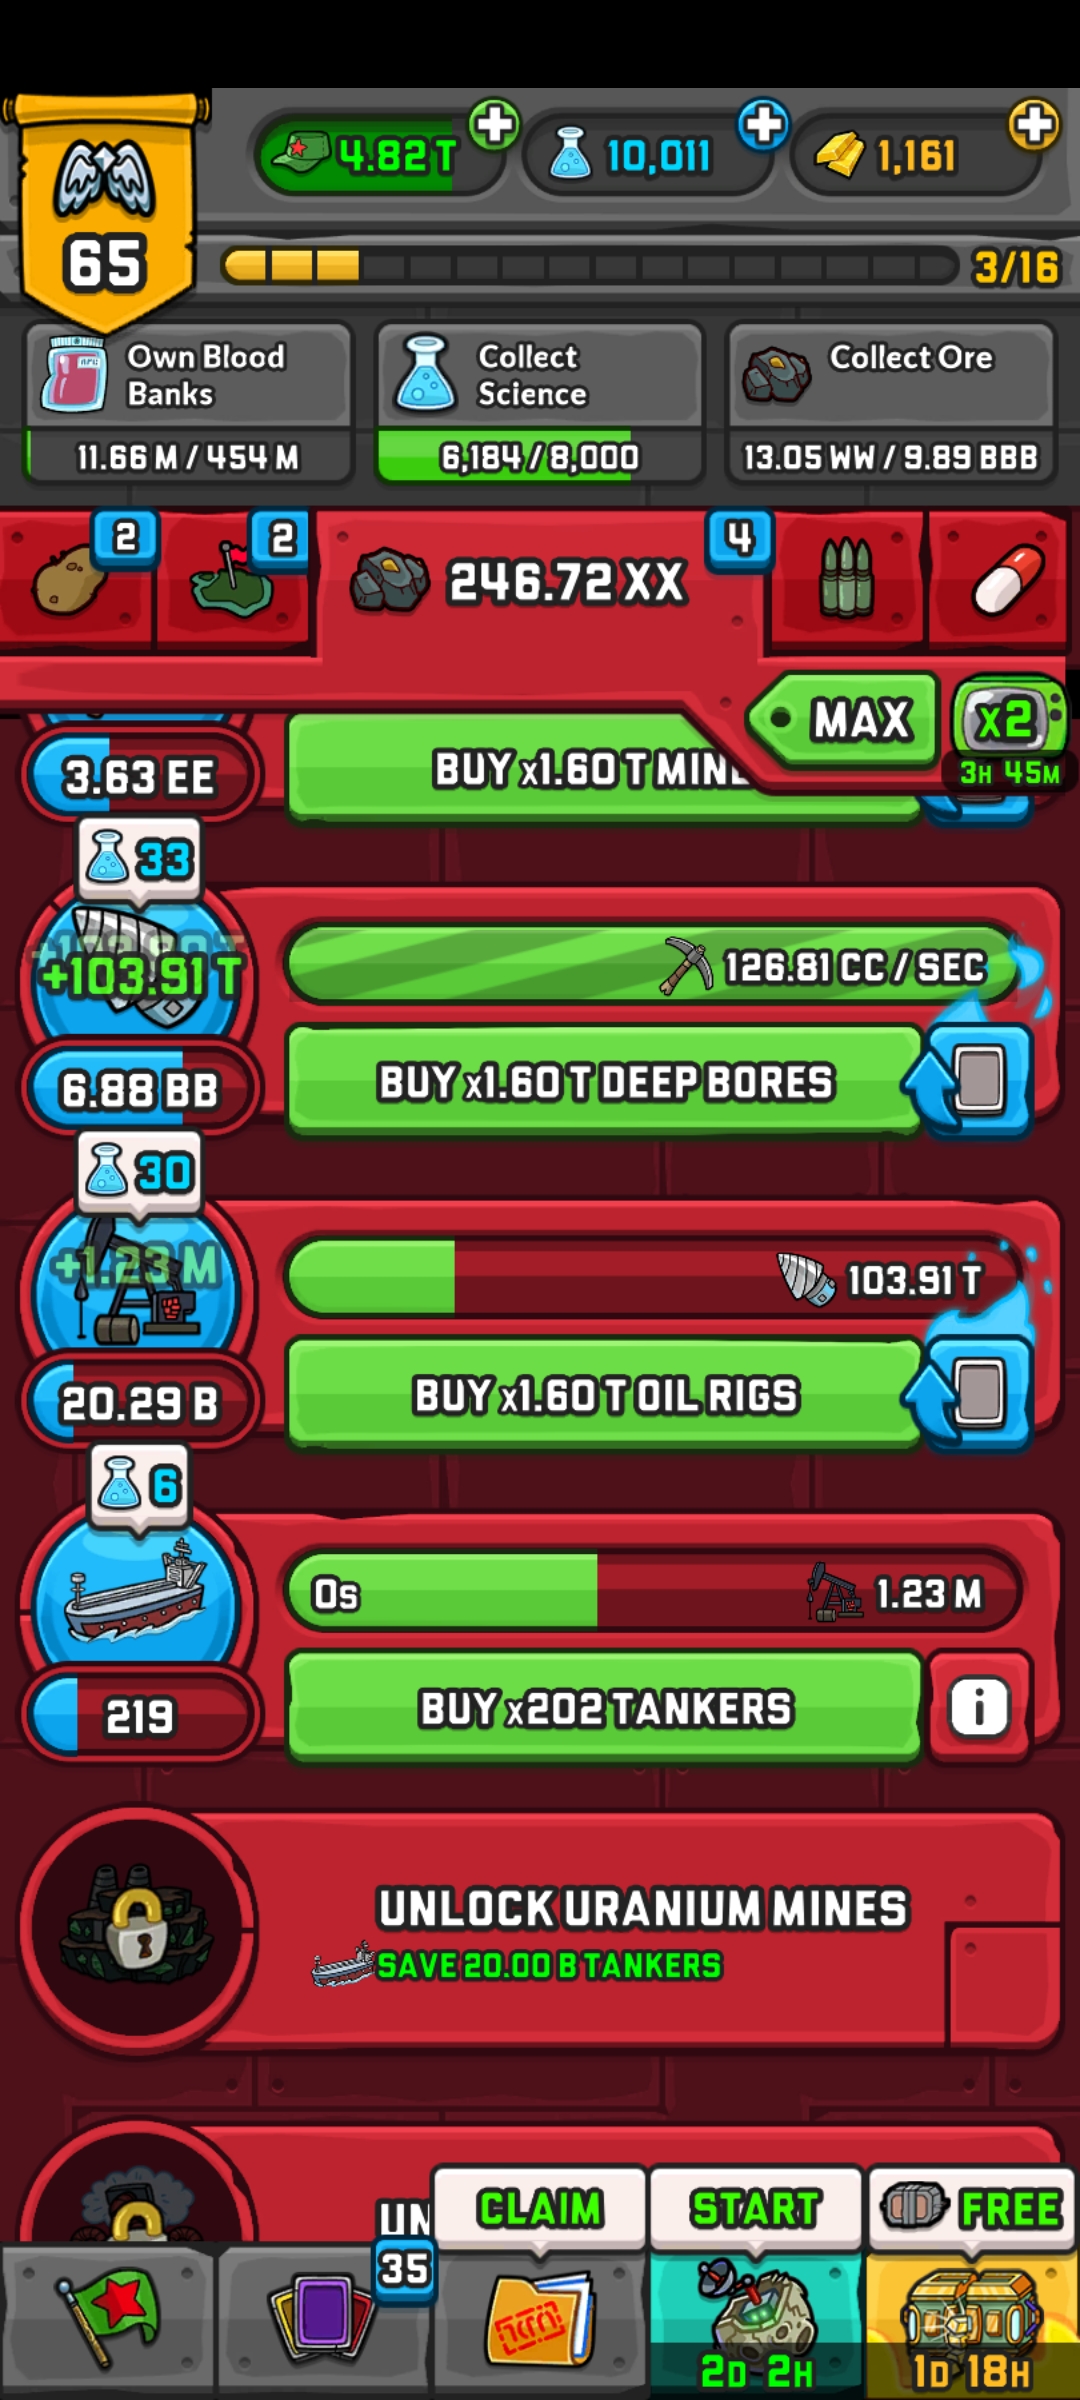 4.82 T
10,011
1,161
65
3/16
Own Blood
Banks
11.66 M / 454 M
Collect
Science
6,184 / 8,000
Collect Ore
13.05 WW / 9.89 BBB
2
2
246.72 XX
4
MAX
x2
3H 45M
3.63 EE
BUY x1.60 T MINE
33
+103.91 T
126.81 CC / SEC
6.88 BB
BUY x1.60 T DEEP BORES
30
+1.23 M
103.91 T
20.29 B
BUY x1.60 T OIL RIGS
6
0s
1.23 M
219
BUY x202 TANKERS
i
UNLOCK URANIUM MINES
SAVE 20.00 B TANKERS
UN
CLAIM
START
FREE
35
2D 2H
1D 18H